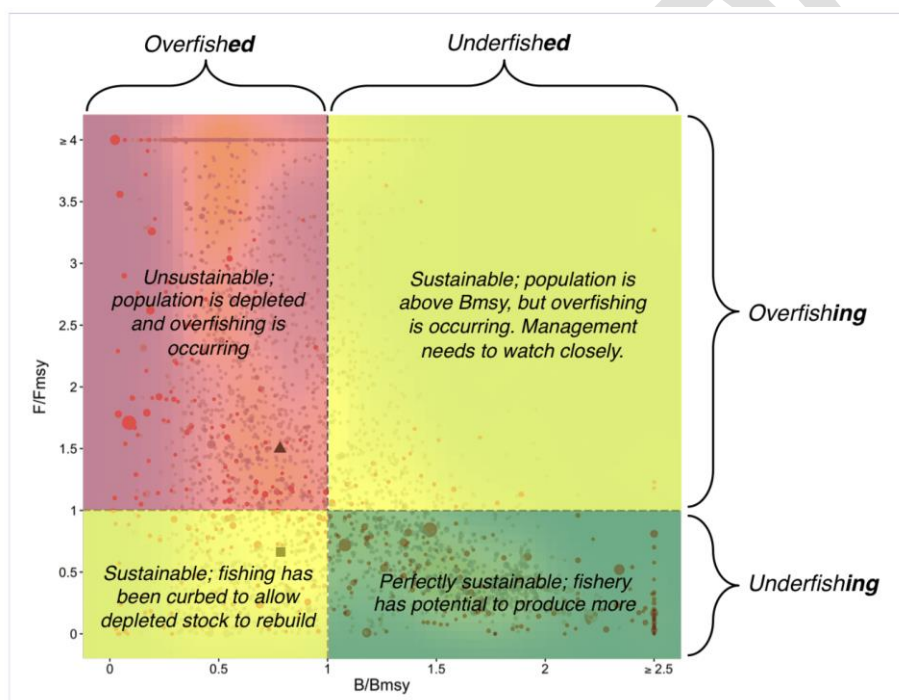 Overfished
Underfished
≥ 4
3.5
3
2.5
2
1.5
1
0.5
0
F/Fmsy
Unsustainable;
population is depleted
and overfishing is
occurring
Sustainable; population is
above Bmsy, but overfishing
is occurring. Management
needs to watch closely.
Overfishing
Sustainable; fishing has
been curbed to allow
depleted stock to rebuild
Perfectly sustainable; fishery
has potential to produce more
Underfishing
0
0.5
1
1.5
2
≥ 2.5
B/Bmsy